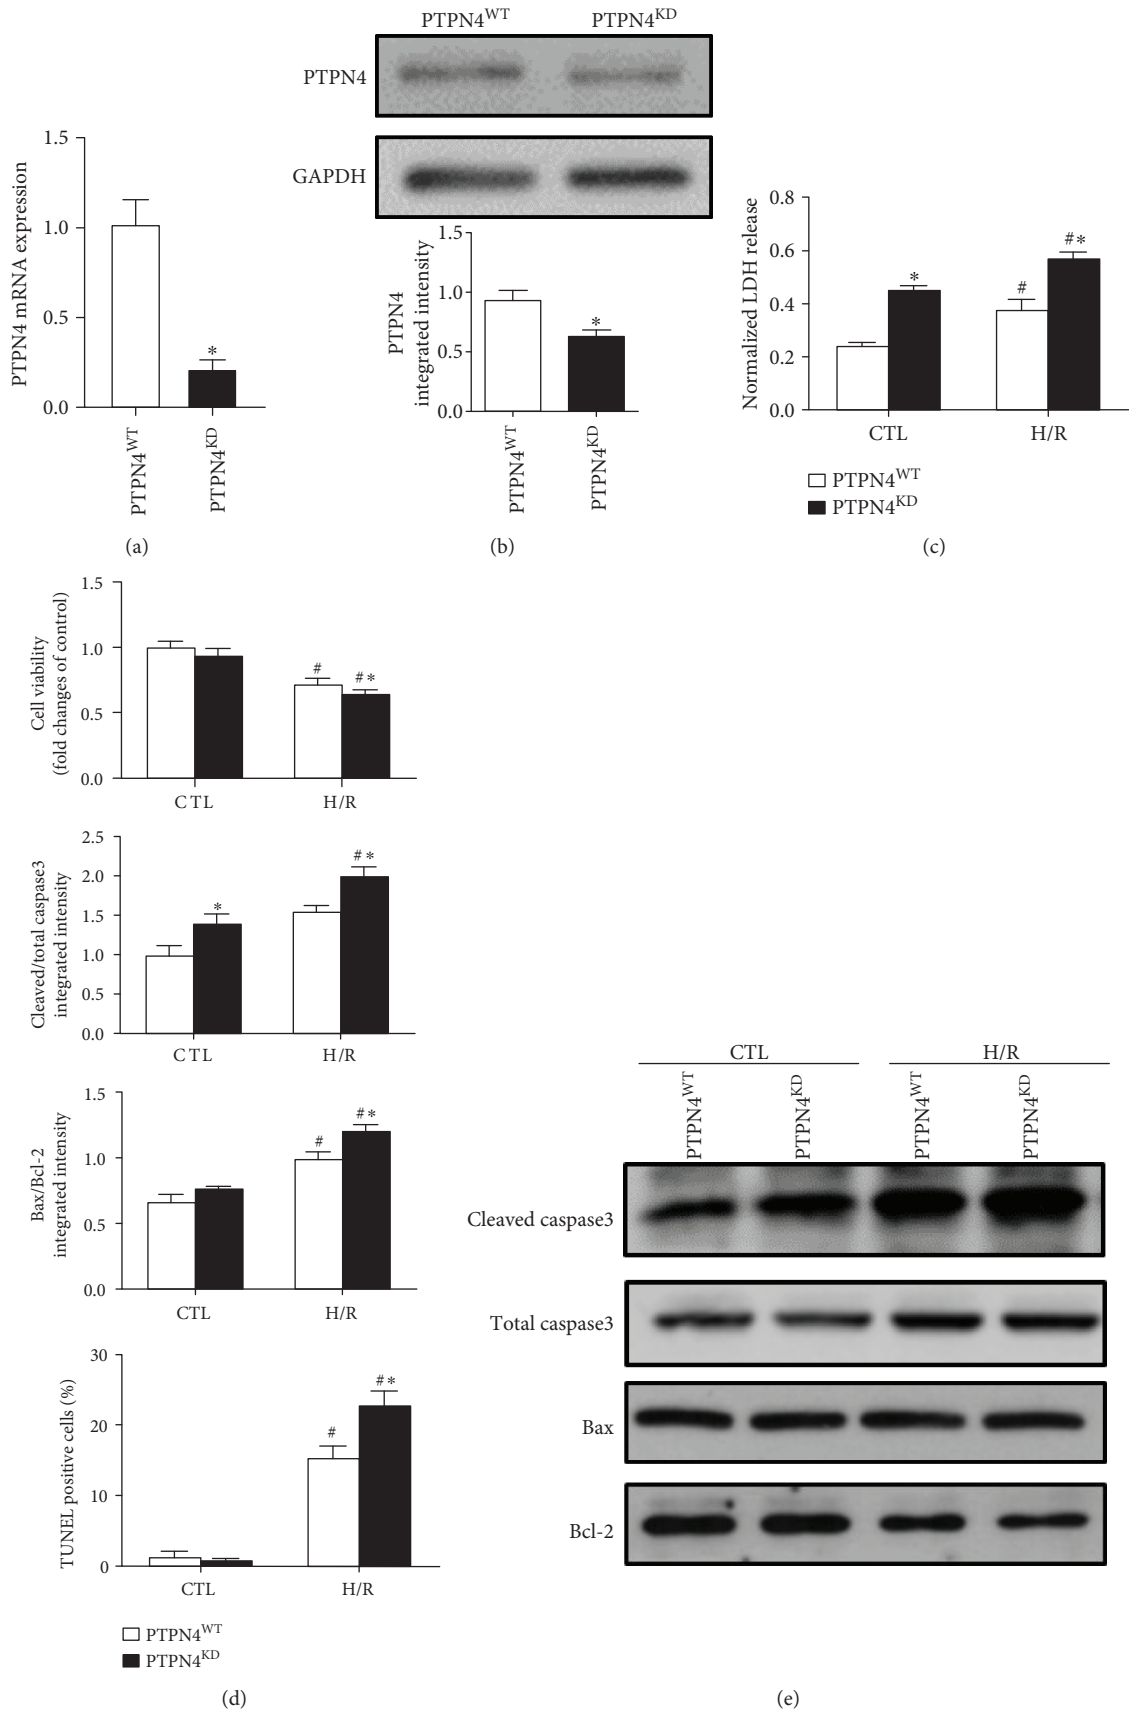 PTPN4WT PTPN4KD
PTPN4
GAPDH
PTPN4 mRNA expression
1.5
1.0
0.5
0.0
*
PTPN4WT
PTPN4KD
(a)
PTPN4
integrated intensity
1.5
1.0
0.5
0.0
*
PTPN4WT
PTPN4KD
(b)
Normalized LDH release
0.8
0.6
0.4
0.2
0.0
*
#
#*
CTL H/R
PTPN4WT
PTPN4KD
(c)
Cell viability
(fold changes of control)
1.5
1.0
0.5
0.0
#
#*
CTL H/R
Cleaved/total caspase3
integrated intensity
2.5
2.0
1.5
1.0
0.5
0.0
*
#*
CTL H/R
Bax/Bcl-2
integrated intensity
1.5
1.0
0.5
0.0
#
#*
CTL H/R
TUNEL positive cells (%)
30
20
10
0
#
#*
CTL H/R
PTPN4WT
PTPN4KD
(d)
CTL H/R
PTPN4WT
PTPN4KD
PTPN4WT
PTPN4KD
Cleaved caspase3
Total caspase3
Bax
Bcl-2
(e)